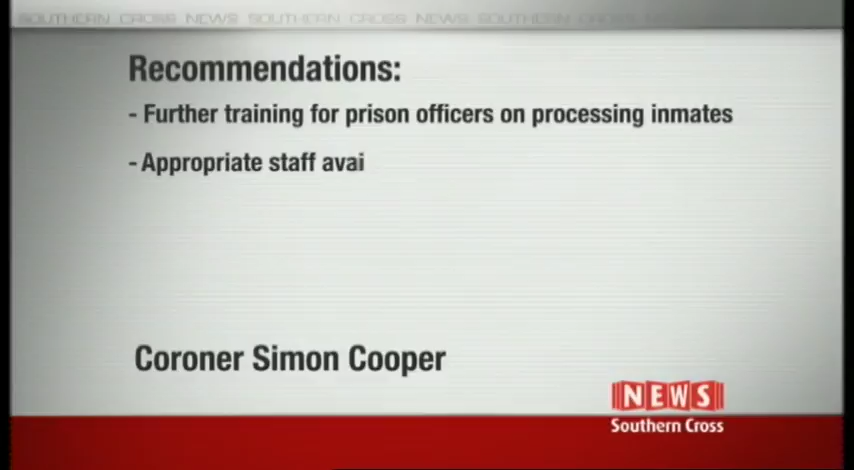 SOUTHERN CROSS NEWS SOUTHERN CROSS NEWS SOUTHERN CROSS NEWS
Recommendations:
- Further training for prison officers on processing inmates
- Appropriate staff avai
Coroner Simon Cooper
NEWS
Southern Cross